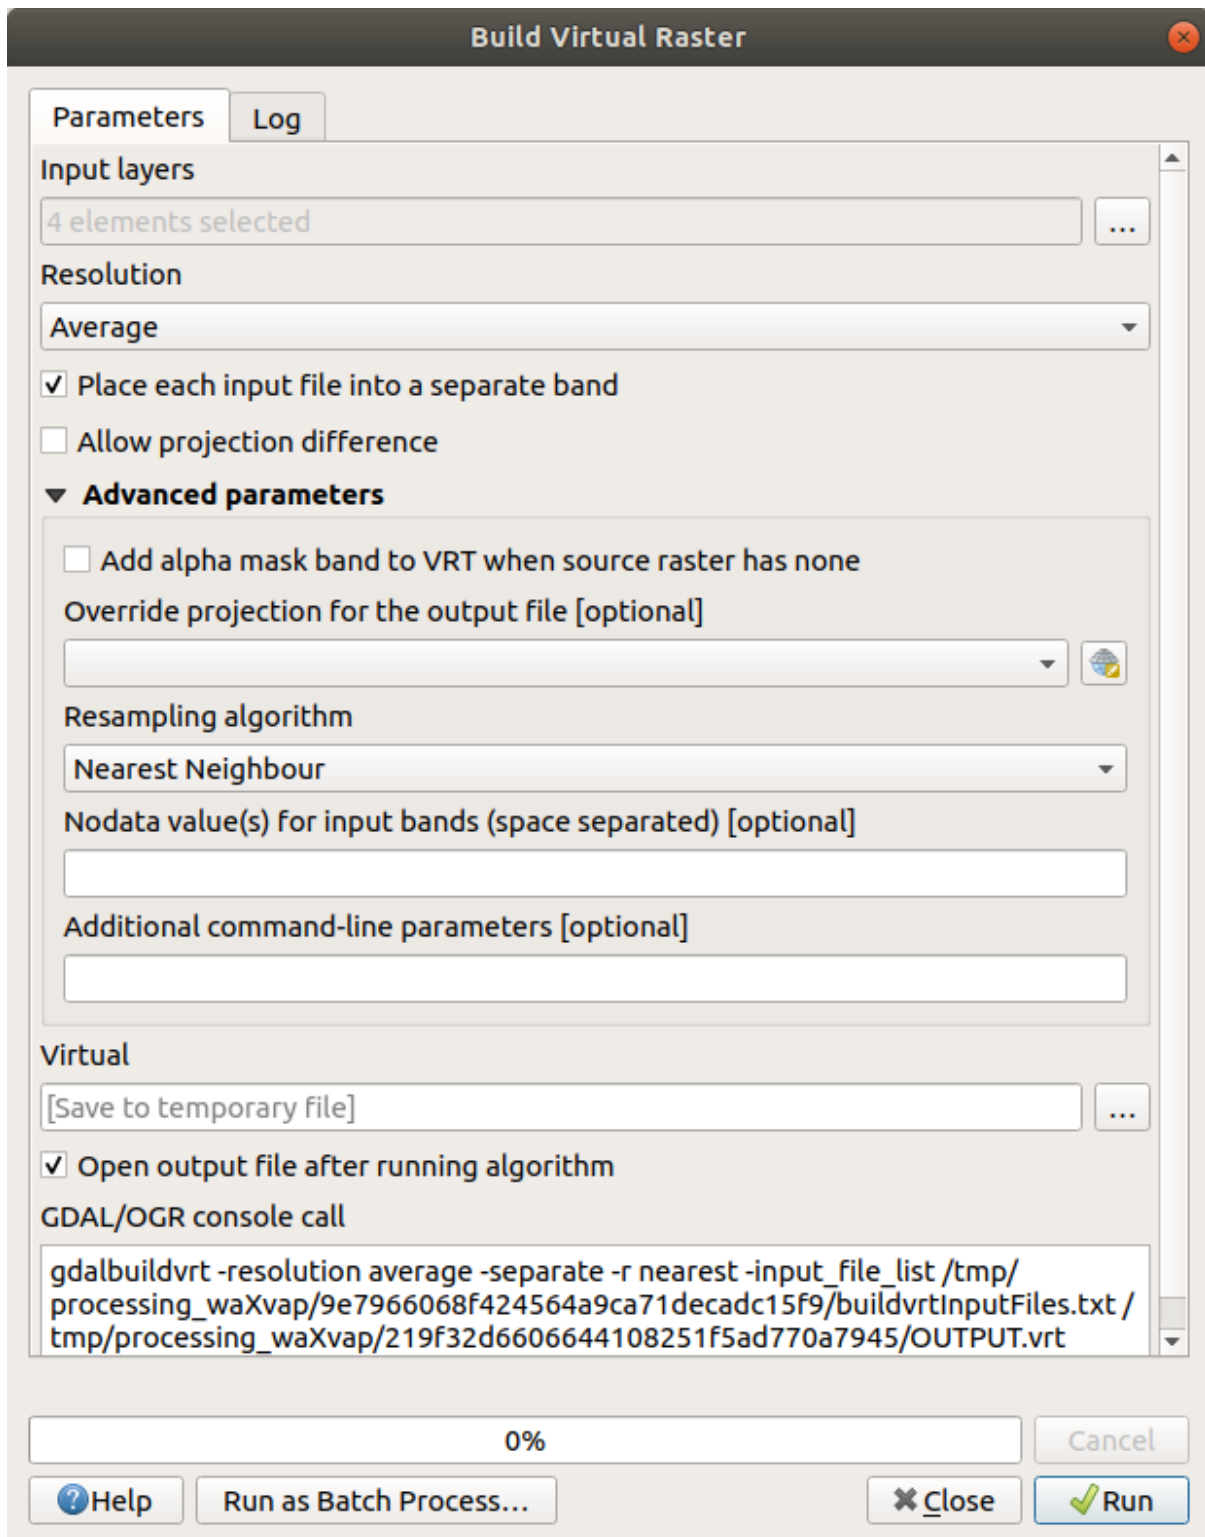 Build Virtual Raster
Parameters
Log
Input layers
4 elements selected
...
Resolution
Average
Place each input file into a separate band
Allow projection difference
Advanced parameters
Add alpha mask band to VRT when source raster has none
Override projection for the output file [optional]
Resampling algorithm
Nearest Neighbour
Nodata value(s) for input bands (space separated) [optional]
Additional command-line parameters [optional]
Virtual
[Save to temporary file]
...
Open output file after running algorithm
GDAL/OGR console call
gdalbuildvrt -resolution average -separate -r nearest -input_file_list /tmp/
processing_waXvap/9e7966068f424564a9ca71decadc15f9/buildvrtInputFiles.txt /
tmp/processing_waXvap/219f32d6606644108251f5ad770a7945/OUTPUT.vrt
0%
Cancel
Help
Run as Batch Process...
Close
Run